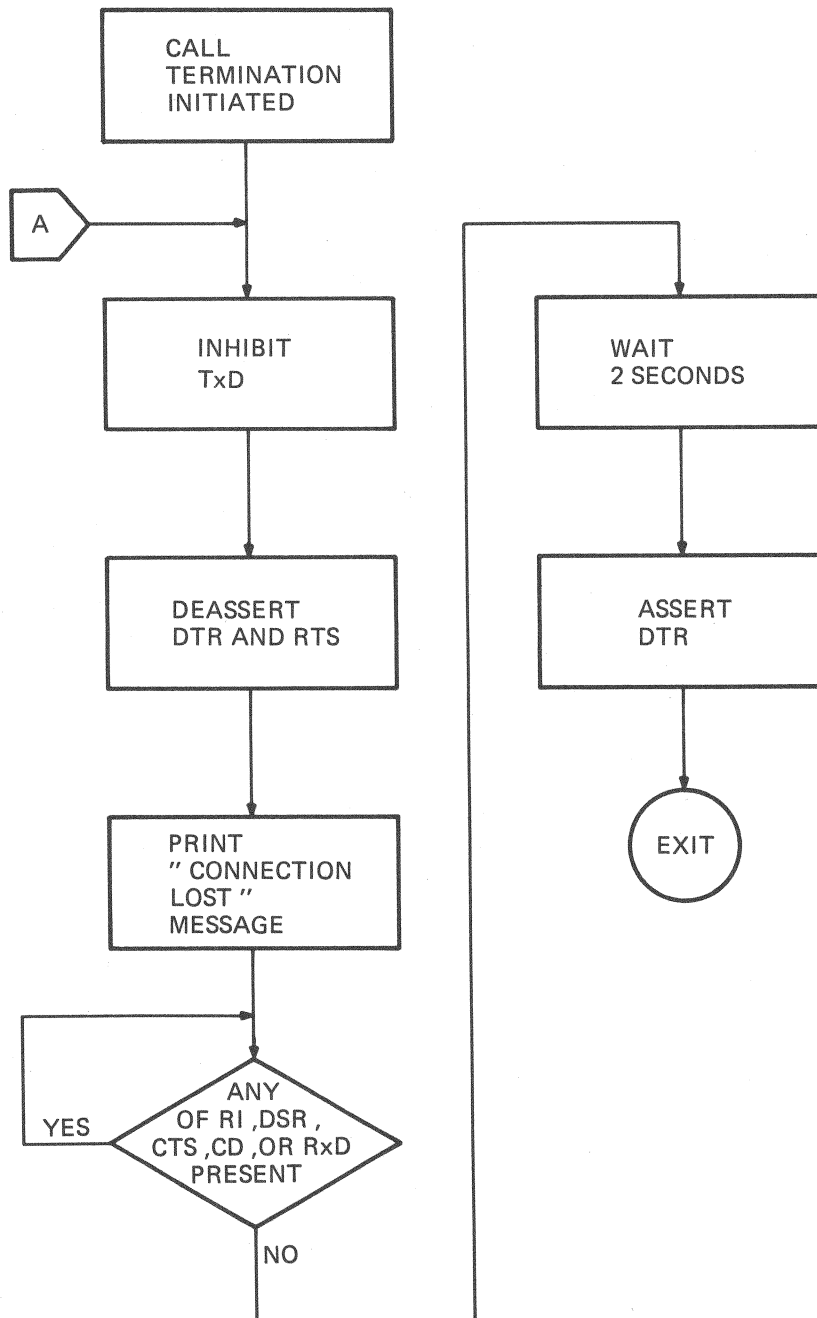 CALL
TERMINATION
INITIATED
A
INHIBIT
TxD
DEASSERT
DTR AND RTS
PRINT
" CONNECTION
LOST "
MESSAGE
ANY
OF RI ,DSR ,
CTS ,CD ,OR RxD
PRESENT
YES
NO
WAIT
2 SECONDS
ASSERT
DTR
EXIT